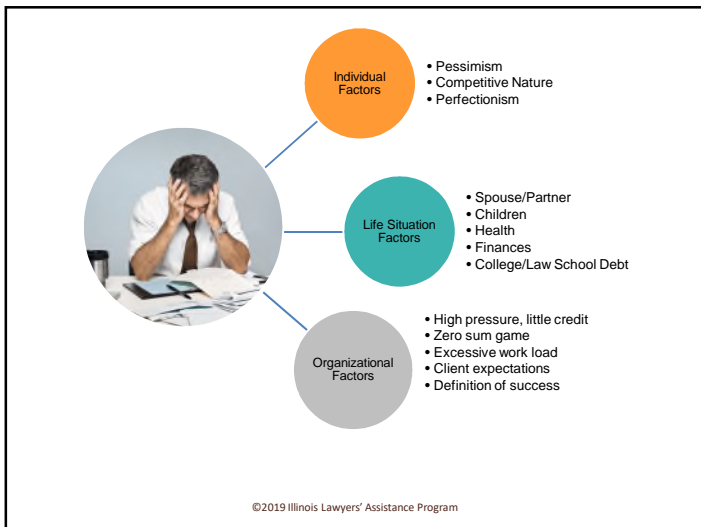 Individual
Factors
• Pessimism
• Competitive Nature
• Perfectionism
Life Situation
Factors
• Spouse/Partner
• Children
• Health
• Finances
• College/Law School Debt
Organizational
Factors
• High pressure, little credit
• Zero sum game
• Excessive work load
• Client expectations
• Definition of success
©2019 Illinois Lawyers' Assistance Program